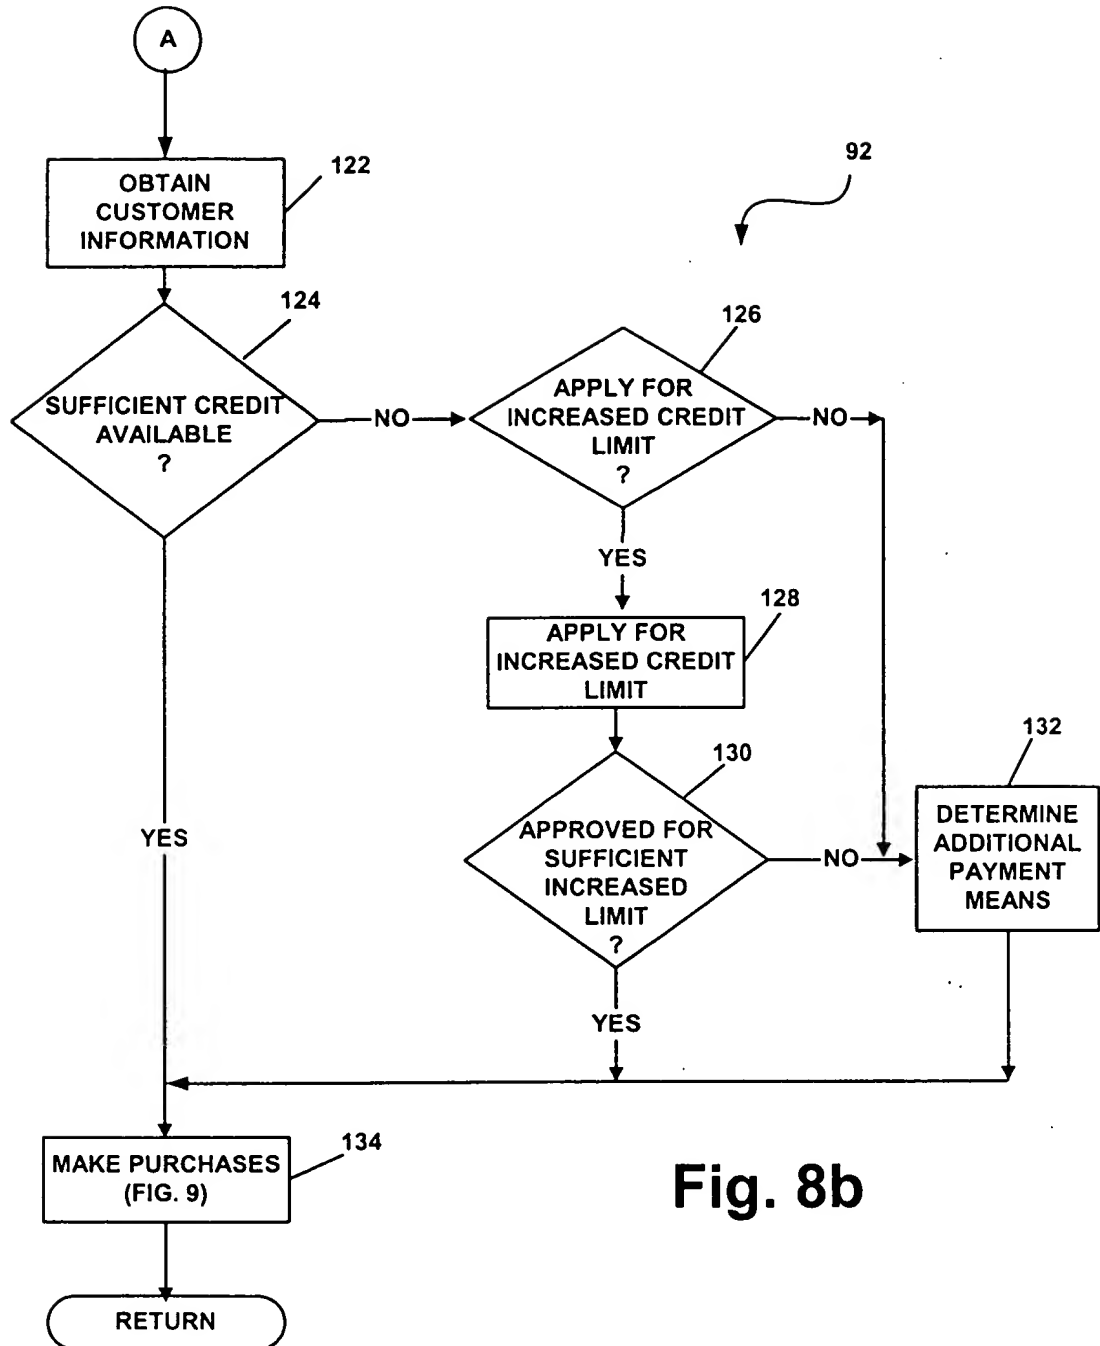 A
OBTAIN
CUSTOMER
INFORMATION
122
92
124
SUFFICIENT CREDIT
AVAILABLE
?
NO
126
APPLY FOR
INCREASED CREDIT
LIMIT
?
NO
YES
128
APPLY FOR
INCREASED CREDIT
LIMIT
130
APPROVED FOR
SUFFICIENT
INCREASED
LIMIT
?
NO
132
DETERMINE
ADDITIONAL
PAYMENT
MEANS
YES
YES
134
MAKE PURCHASES
(FIG. 9)
RETURN
Fig. 8b